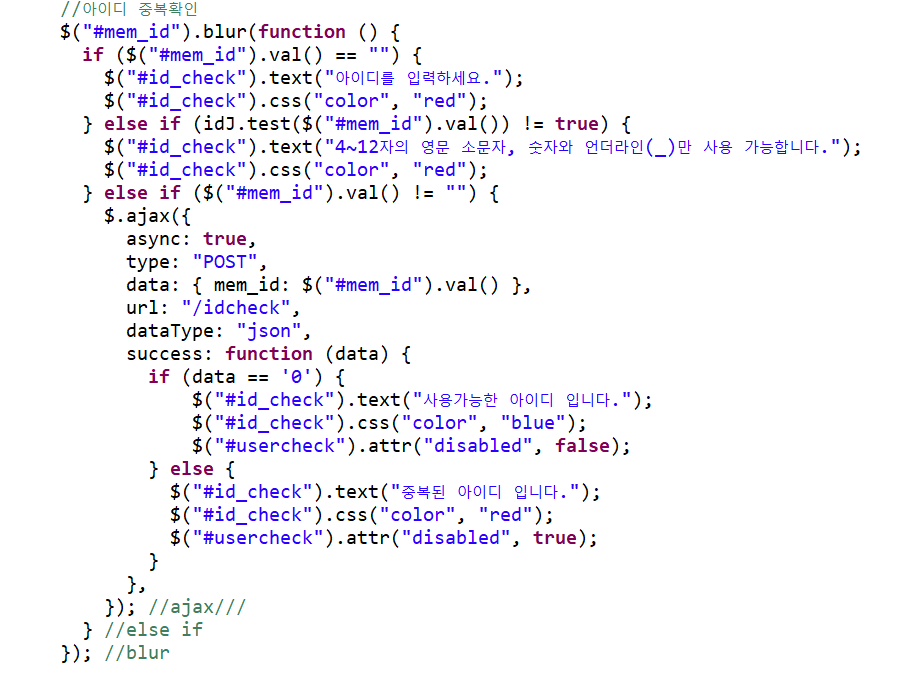 //아이디 중복확인
$("#mem_id").blur(function () {
  if ($("#mem_id").val() == "") {
    $("#id_check").text("아이디를 입력하세요.");
    $("#id_check").css("color", "red");
  } else if (idJ.test($("#mem_id").val()) != true) {
    $("#id_check").text("4~12자의 영문 소문자, 숫자와 언더라인(_)만 사용 가능합니다.");
    $("#id_check").css("color", "red");
  } else if ($("#mem_id").val() != "") {
    $.ajax({
      async: true,
      type: "POST",
      data: { mem_id: $("#mem_id").val() },
      url: "/idcheck",
      dataType: "json",
      success: function (data) {
        if (data == '0') {
            $("#id_check").text("사용가능한 아이디 입니다.");
            $("#id_check").css("color", "blue");
            $("#usercheck").attr("disabled", false);
        } else {
          $("#id_check").text("중복된 아이디 입니다.");
          $("#id_check").css("color", "red");
          $("#usercheck").attr("disabled", true);
        }
      },
    }); //ajax///
  } //else if
}); //blur